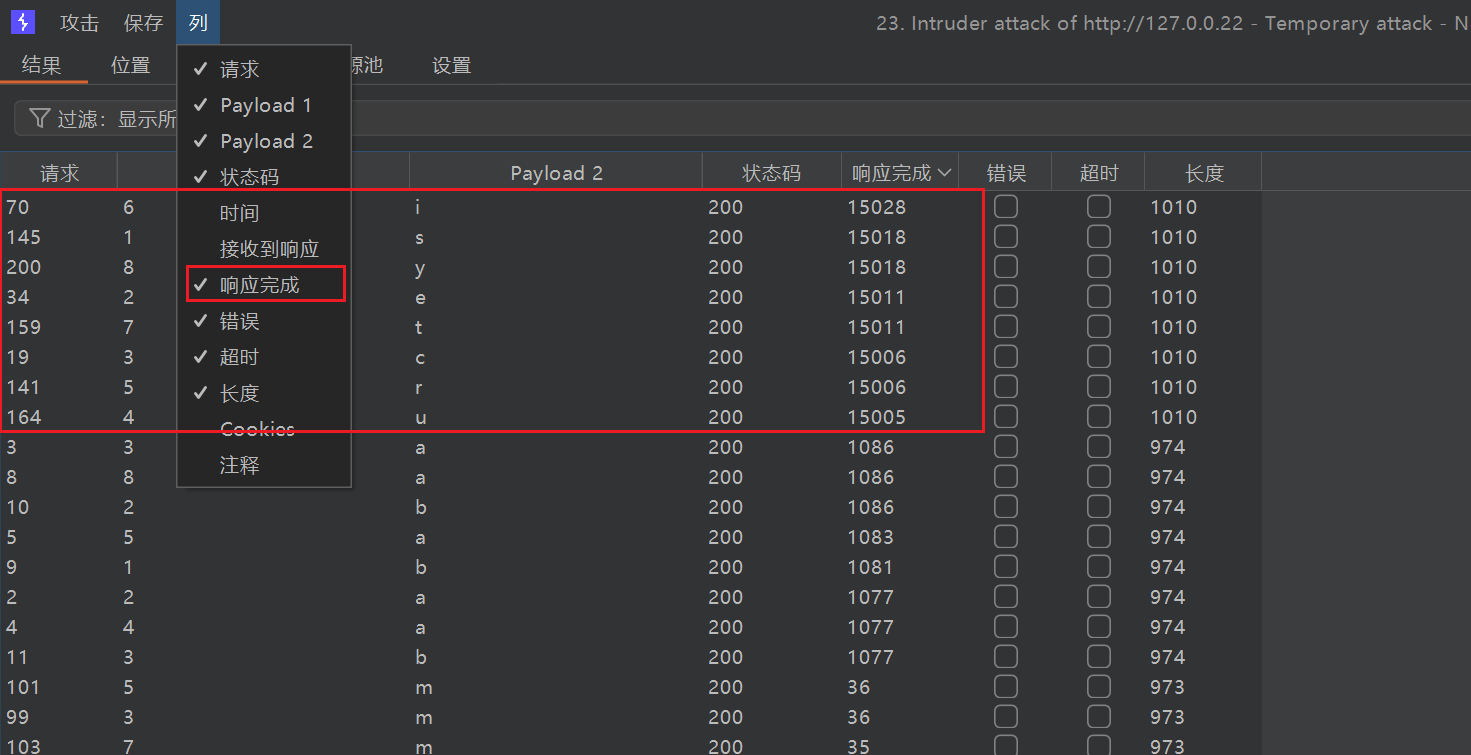 攻击 保存 列 23. Intruder attack of http://127.0.0.22 - Temporary attack - N
结果 位置 源池 设置
✓ 请求
✓ Payload 1
✓ Payload 2
✓ 状态码
时间
接收到响应
✓ 响应完成
✓ 错误
✓ 超时
✓ 长度
Cookies
注释
过滤：显示所
请求 Payload 2 状态码 响应完成 错误 超时 长度
70 6 i 200 15028 1010
145 1 s 200 15018 1010
200 8 y 200 15018 1010
34 2 e 200 15011 1010
159 7 t 200 15011 1010
19 3 c 200 15006 1010
141 5 r 200 15006 1010
164 4 u 200 15005 1010
3 3 a 200 1086 974
8 8 a 200 1086 974
10 2 b 200 1086 974
5 5 a 200 1083 974
9 1 b 200 1081 974
2 2 a 200 1077 974
4 4 a 200 1077 974
11 3 b 200 1077 974
101 5 m 200 36 973
99 3 m 200 36 973
103 7 m 200 35 973